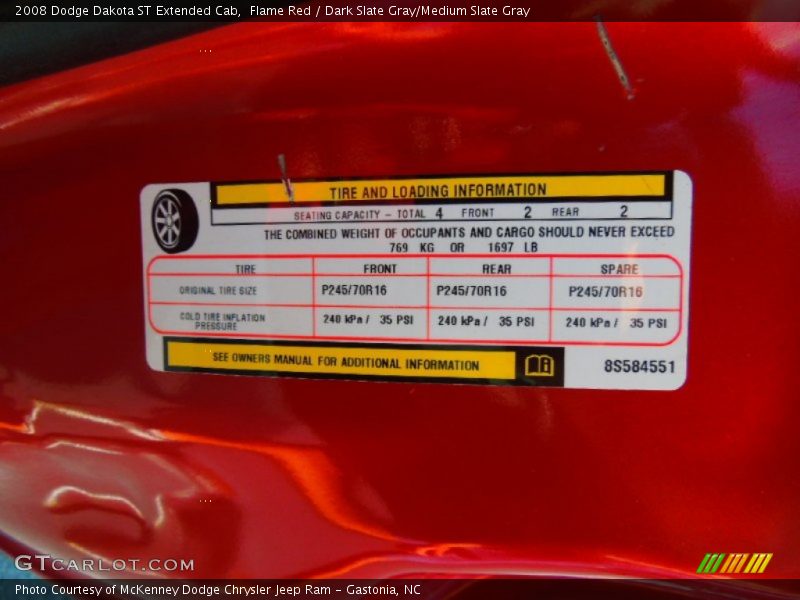 2008 Dodge Dakota ST Extended Cab,  Flame Red / Dark Slate Gray/Medium Slate Gray
TIRE AND LOADING INFORMATION
SEATING CAPACITY – TOTAL 4 FRONT 2 REAR 2
THE COMBINED WEIGHT OF OCCUPANTS AND CARGO SHOULD NEVER EXCEED
769 KG OR 1697 LB
TIRE FRONT REAR SPARE
ORIGINAL TIRE SIZE P245/70R16 P245/70R16 P245/70R16
COLD TIRE INFLATION PRESSURE 240 kPa / 35 PSI 240 kPa / 35 PSI 240 kPa / 35 PSI
SEE OWNERS MANUAL FOR ADDITIONAL INFORMATION 8S584551
GTCARLOT.COM
Photo Courtesy of McKenney Dodge Chrysler Jeep Ram – Gastonia, NC